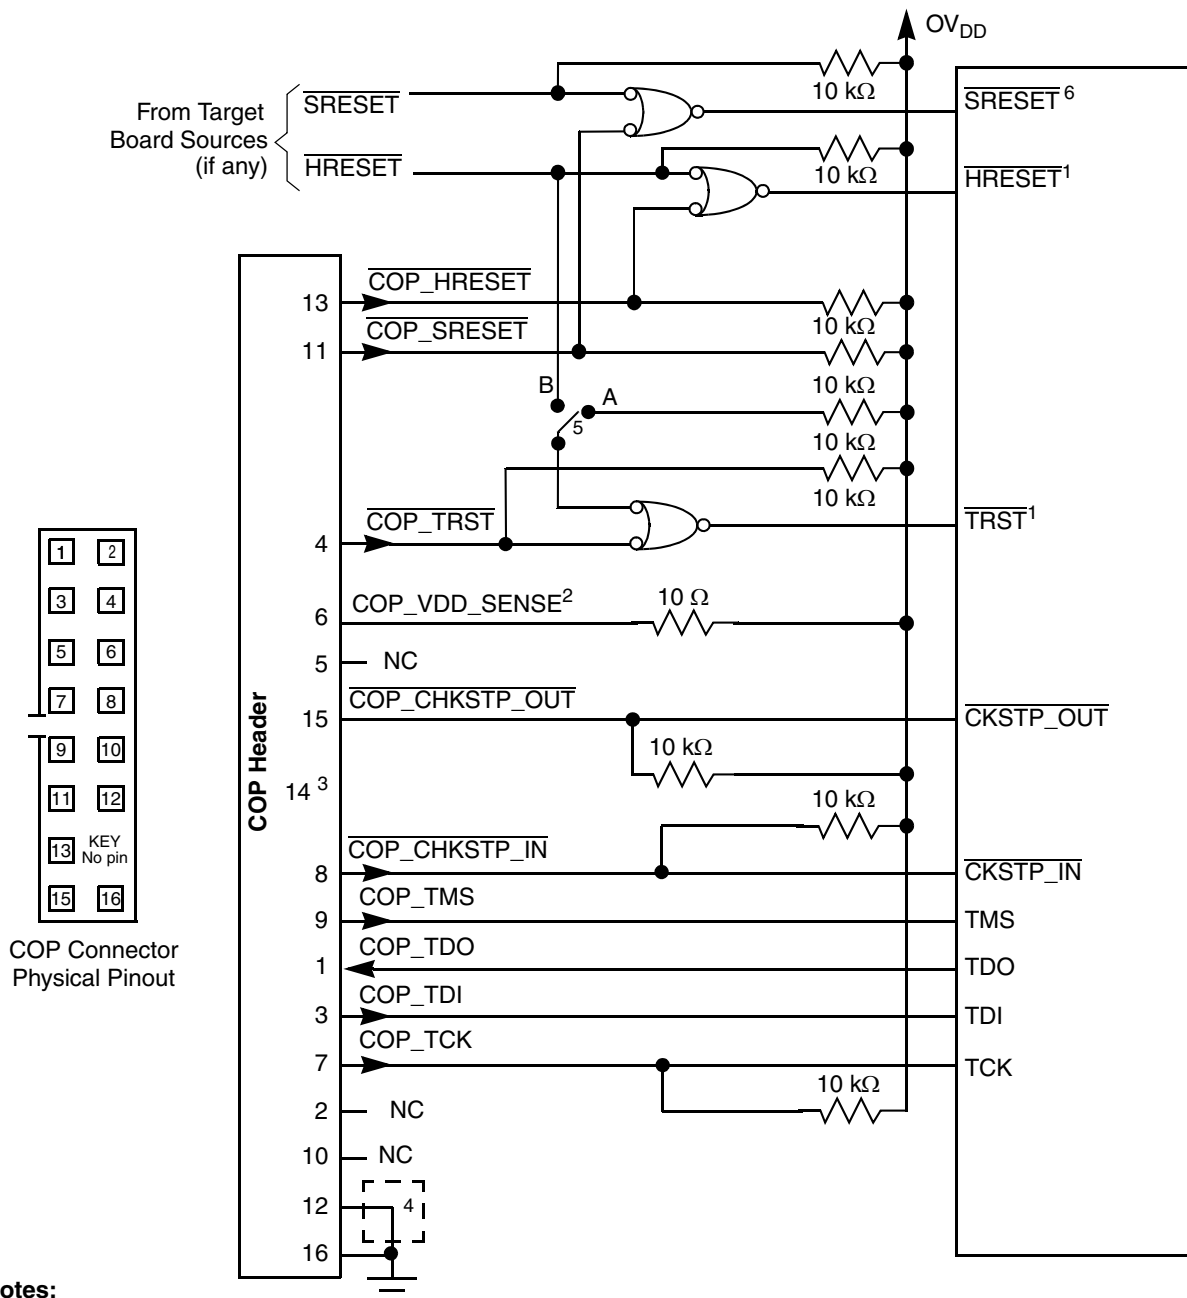 OVDD
10 kΩ
From Target
Board Sources
(if any)
SRESET
HRESET
SRESET6
10 kΩ
HRESET1
COP_HRESET
13
10 kΩ
COP_SRESET
11
10 kΩ
B
A
5
10 kΩ
10 kΩ
COP_TRST
4
TRST1
COP_VDD_SENSE2
10 Ω
6
5
NC
COP_CHKSTP_OUT
15
CKSTP_OUT
10 kΩ
14 3
10 kΩ
COP_CHKSTP_IN
8
CKSTP_IN
COP_TMS
9
TMS
COP_TDO
1
TDO
COP_TDI
3
TDI
COP_TCK
7
TCK
10 kΩ
2
NC
10
NC
12
4
16
COP Header
1 2
3 4
5 6
7 8
9 10
11 12
13 KEY
No pin
15 16
COP Connector
Physical Pinout
otes: